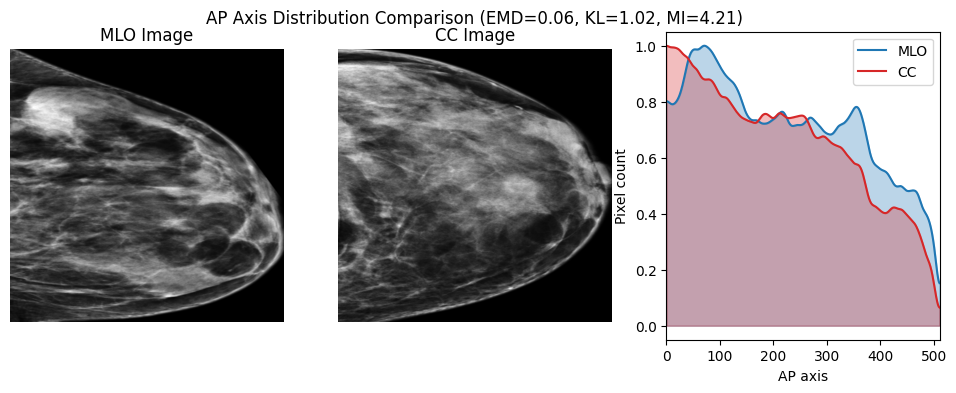 AP Axis Distribution Comparison (EMD=0.06, KL=1.02, MI=4.21)
MLO Image
CC Image
MLO
CC
Pixel count
1.0
0.8
0.6
0.4
0.2
0.0
0 100 200 300 400 500
AP axis